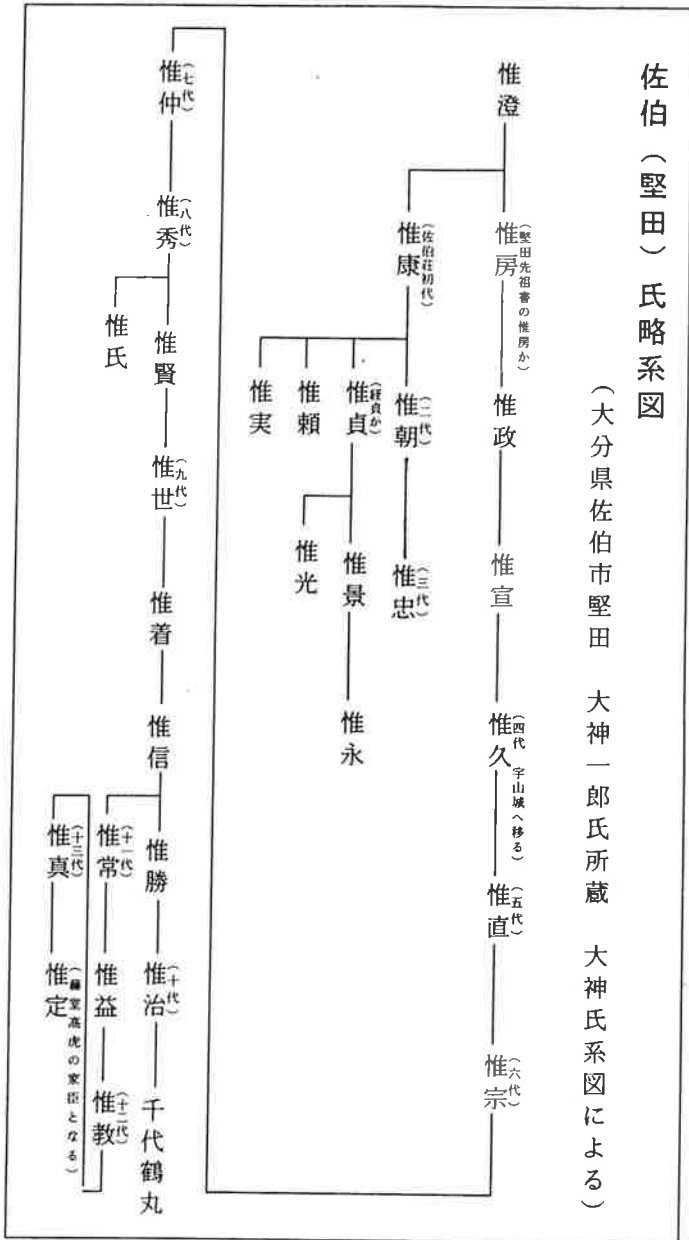 佐伯（堅田）氏略系図
（大分県佐伯市堅田　大神一郎氏所蔵　大神氏系図による）
惟澄
惟房（堅田先祖書の惟房か）
惟政
惟宣
惟久（四代　字山城へ移る）
惟直（五代）
惟宗（六代）
惟康（佐伯荘初代）
惟朝（二代）
惟忠（三代）
惟貞（経貞か）
惟景
惟永
惟光
惟頼
惟実
惟仲（七代）
惟秀（八代）
惟賢
惟世（九代）
惟着
惟信
惟勝
惟治（十代）
千代鶴丸
惟氏
惟常（十一代）
惟益
惟教（十二代）
惟真（十三代）
惟定（藤堂高虎の家臣となる）